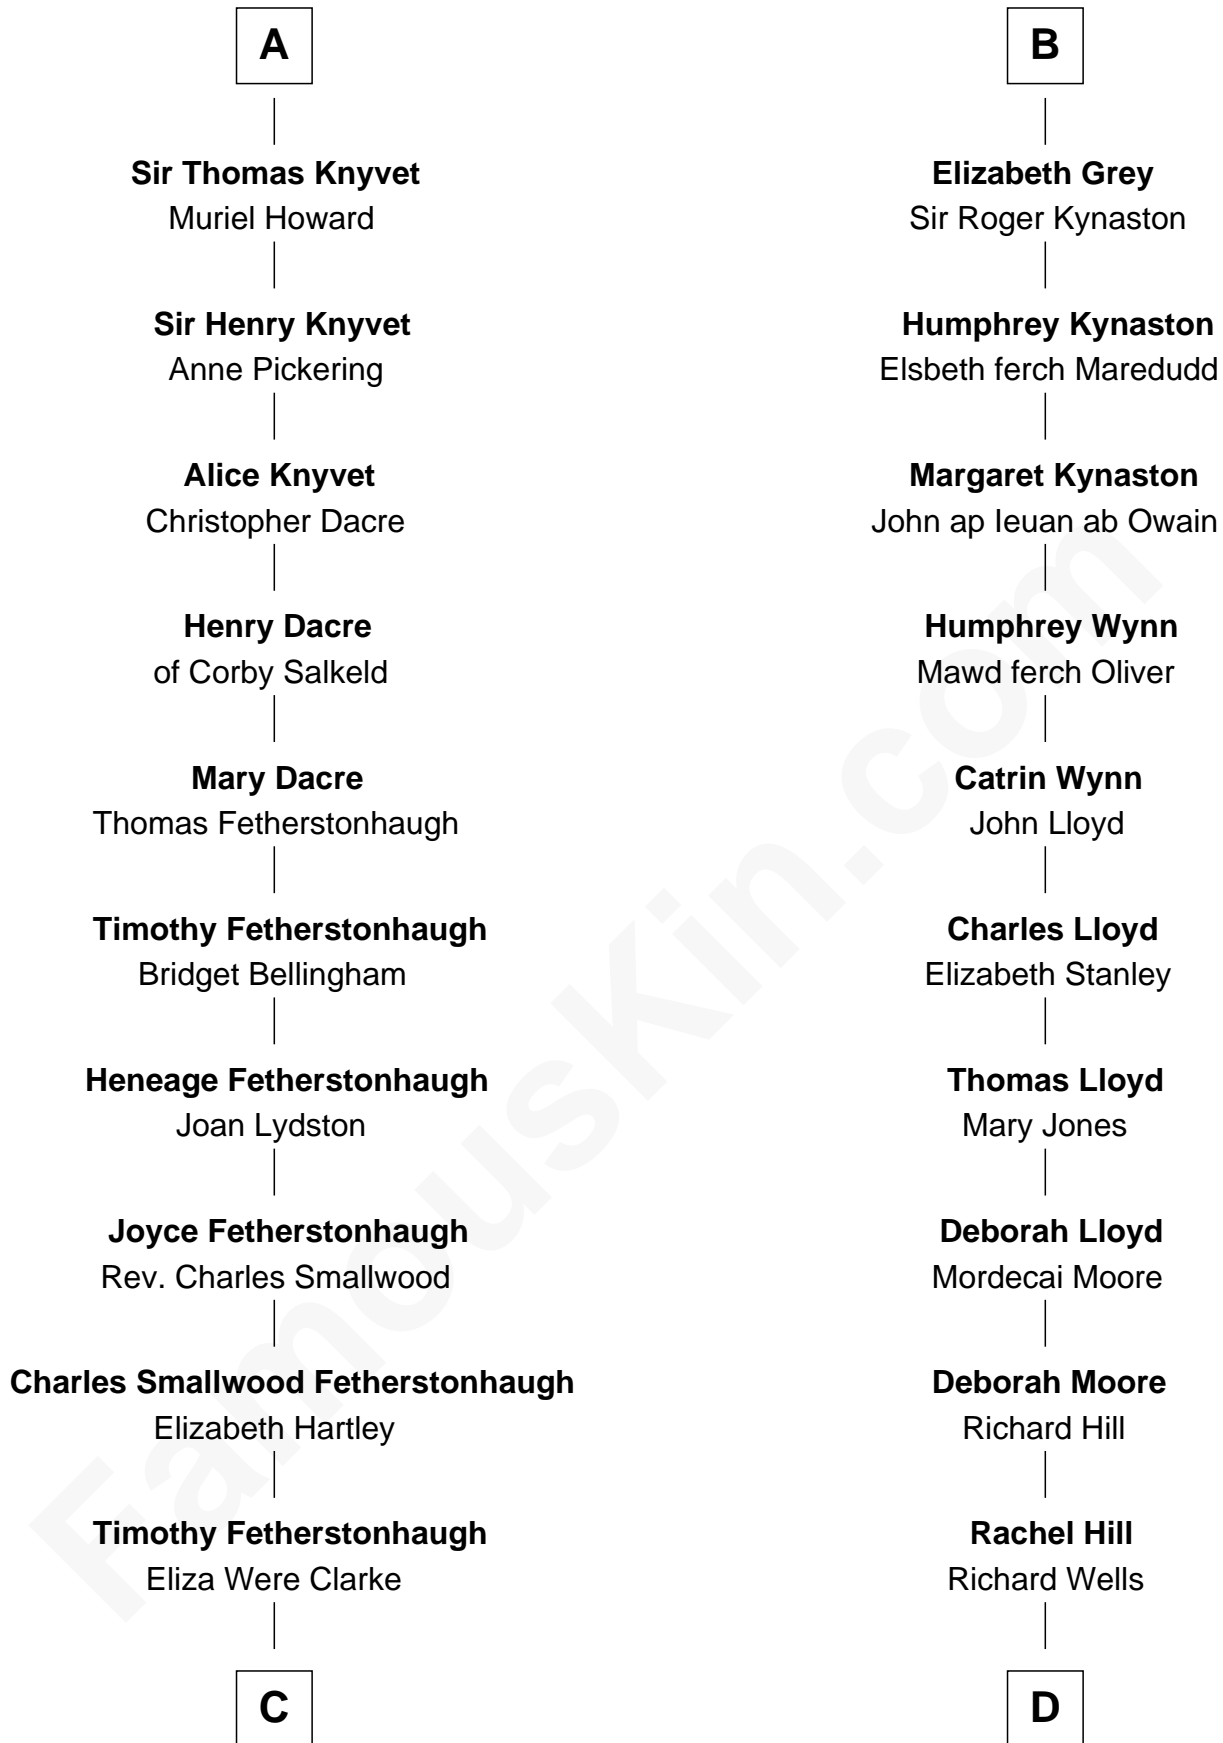 A
Sir Thomas Knyvet
Muriel Howard
Sir Henry Knyvet
Anne Pickering
Alice Knyvet
Christopher Dacre
Henry Dacre
of Corby Salkeld
Mary Dacre
Thomas Fetherstonhaugh
Timothy Fetherstonhaugh
Bridget Bellingham
Heneage Fetherstonhaugh
Joan Lydston
Joyce Fetherstonhaugh
Rev. Charles Smallwood
Charles Smallwood Fetherstonhaugh
Elizabeth Hartley
Timothy Fetherstonhaugh
Eliza Were Clarke
C
B
Elizabeth Grey
Sir Roger Kynaston
Humphrey Kynaston
Elsbeth ferch Maredudd
Margaret Kynaston
John ap Ieuan ab Owain
Humphrey Wynn
Mawd ferch Oliver
Catrin Wynn
John Lloyd
Charles Lloyd
Elizabeth Stanley
Thomas Lloyd
Mary Jones
Deborah Lloyd
Mordecai Moore
Deborah Moore
Richard Hill
Rachel Hill
Richard Wells
D
FamousKin.com